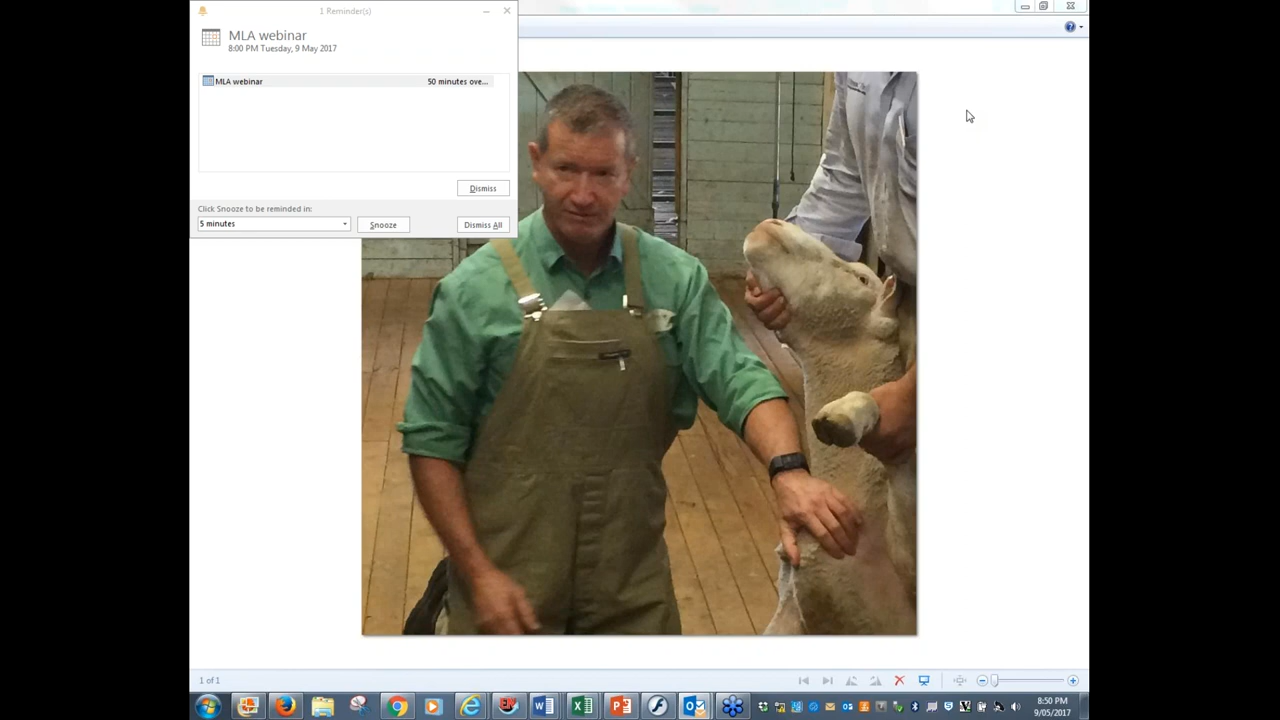 1 Reminder(s)
MLA webinar
8:00 PM Tuesday, 9 May 2017
MLA webinar 50 minutes ove...
Dismiss
Click Snooze to be reminded in:
5 minutes Snooze Dismiss All
1 of 1
8:50 PM
9/05/2017